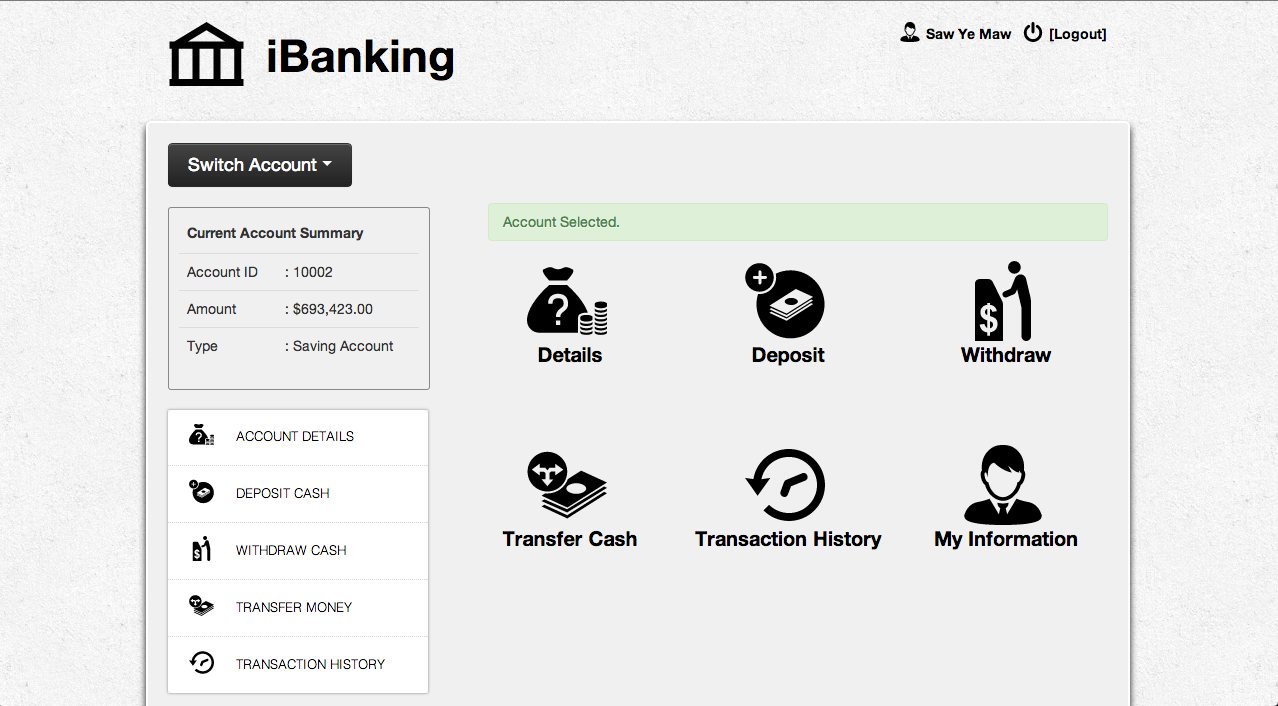 iBanking
Saw Ye Maw [Logout]
Switch Account
Current Account Summary
Account ID : 10002
Amount : $693,423.00
Type : Saving Account
ACCOUNT DETAILS
DEPOSIT CASH
WITHDRAW CASH
TRANSFER MONEY
TRANSACTION HISTORY
Account Selected.
Details Deposit Withdraw
Transfer Cash Transaction History My Information